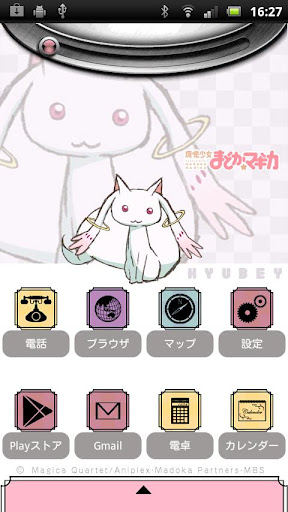 16:27
魔法少女
まどか☆マギカ
KYUBEY
電話
ブラウザ
マップ
設定
Playストア
Gmail
電卓
カレンダー
© Magica Quartet/Aniplex・Madoka Partners・MBS